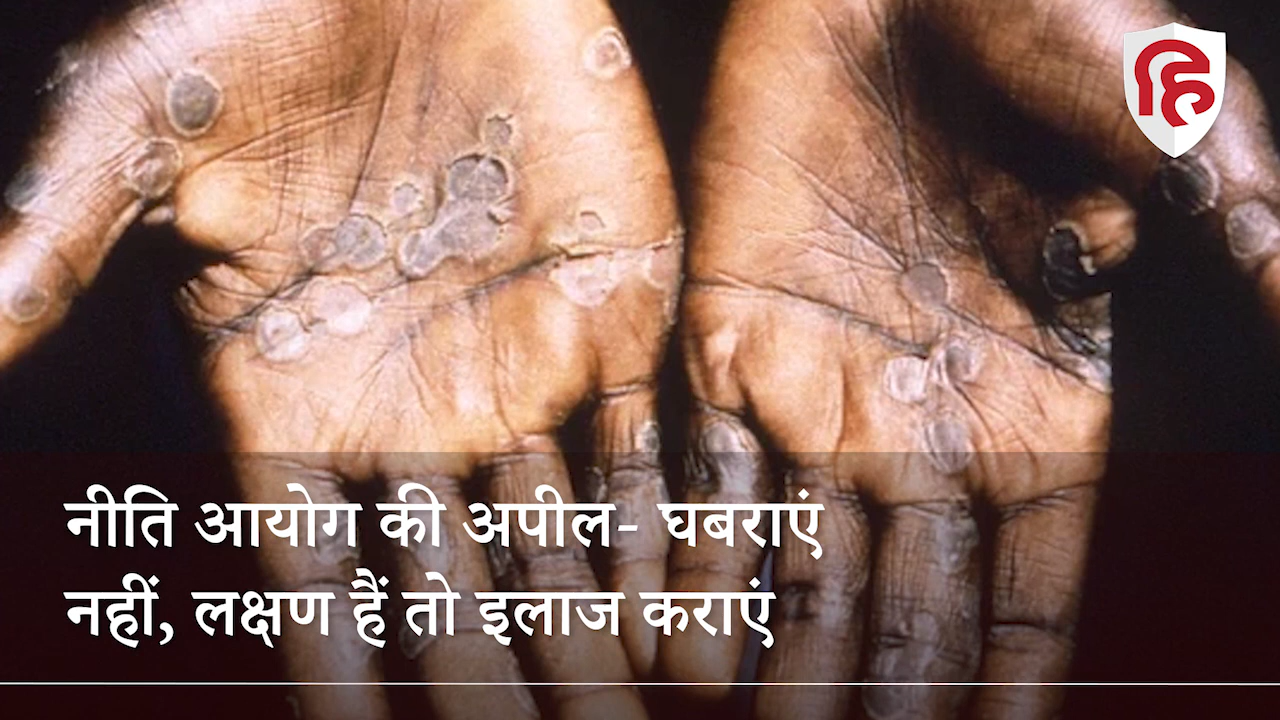 हि
नीति आयोग की अपील- घबराएं
नहीं, लक्षण हैं तो इलाज कराएं